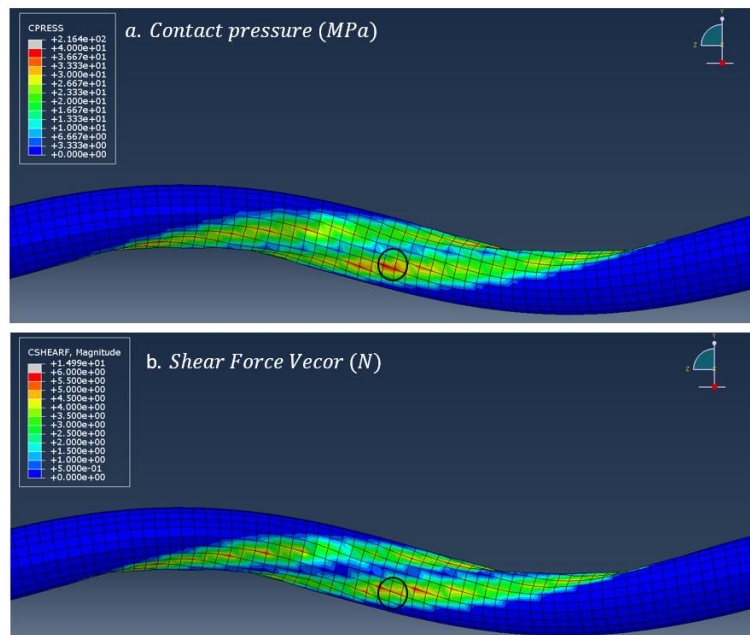 CPRESS
+2.164e+02
+4.000e+01
+3.667e+01
+3.333e+01
+3.000e+01
+2.667e+01
+2.333e+01
+2.000e+01
+1.667e+01
+1.333e+01
+1.000e+01
+6.667e+00
+3.333e+00
+0.000e+00
a. Contact pressure (MPa)
Y
Z
X
CSHEARF, Magnitude
+1.499e+01
+6.000e+00
+5.500e+00
+5.000e+00
+4.500e+00
+4.000e+00
+3.500e+00
+3.000e+00
+2.500e+00
+2.000e+00
+1.500e+00
+1.000e+00
+5.000e-01
+0.000e+00
b. Shear Force Vecor (N)
Y
Z
X